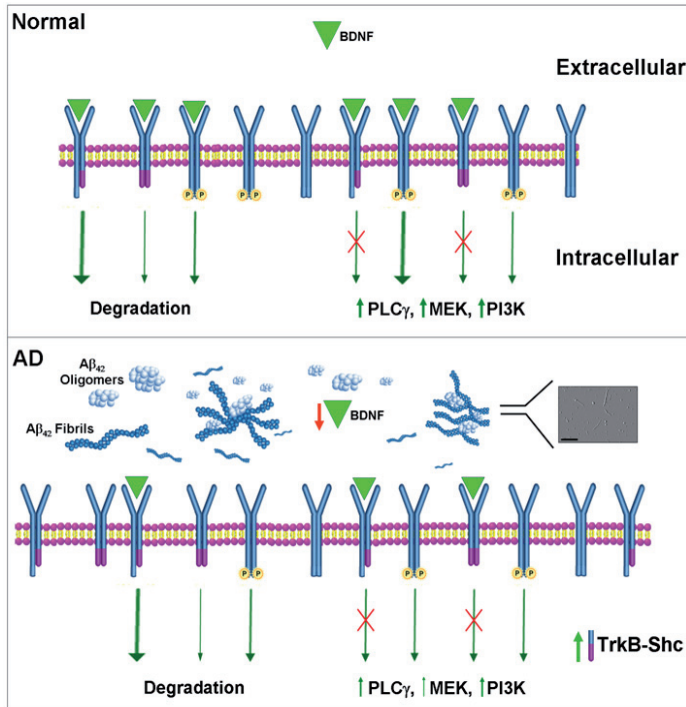 Normal
BDNF
Extracellular
P P
P P
P P
P P
Intracellular
Degradation
PLCγ, MEK, PI3K
AD
Aβ42
Oligomers
Aβ42 Fibrils
BDNF
P P
P P
P P
TrkB-Shc
Degradation
PLCγ, MEK, PI3K